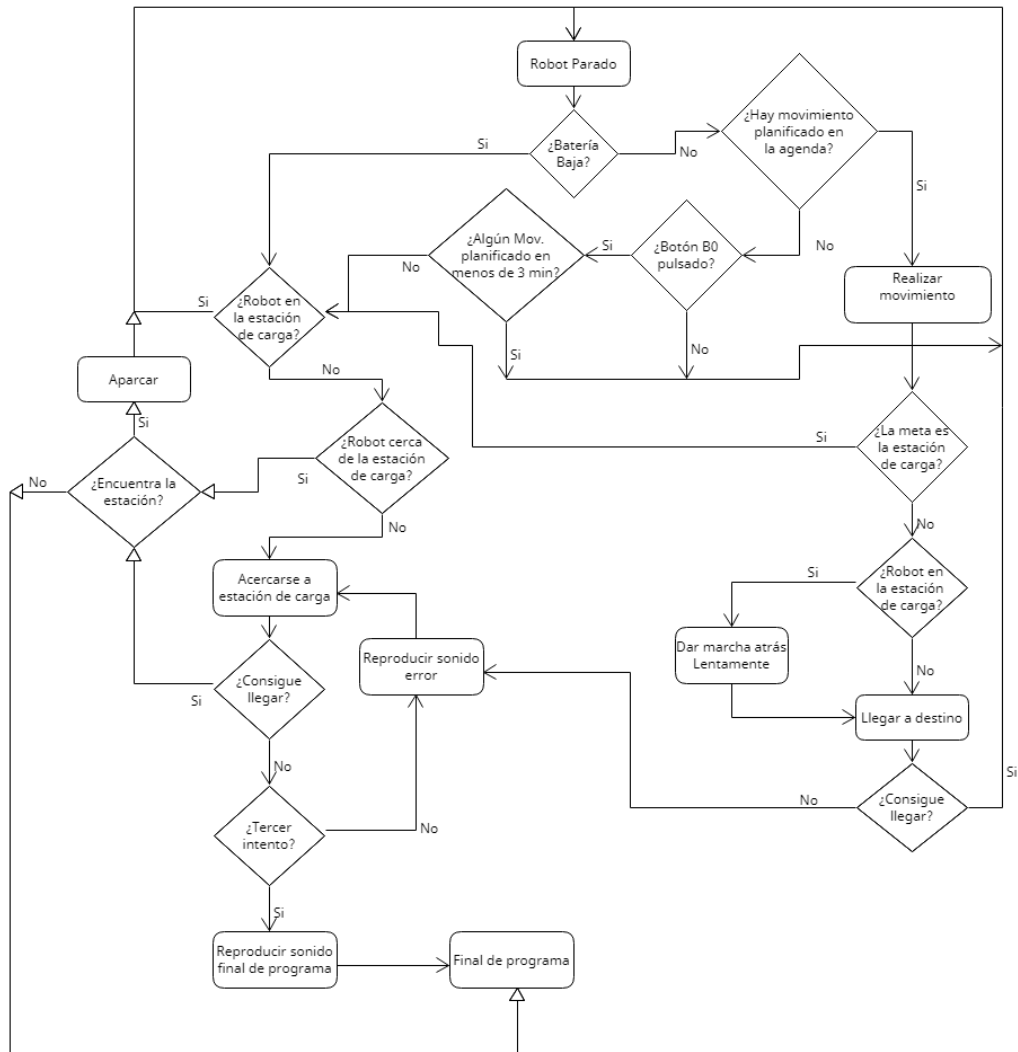 Robot Parado
¿Batería
Baja?
Si
No
¿Hay movimiento
planificado en
la agenda?
Si
No
¿Botón B0
pulsado?
Si
No
¿Algún Mov.
planificado en
menos de 3 min?
No
Si
Realizar
movimiento
¿Robot en
la estación
de carga?
Si
No
Aparcar
Si
¿Encuentra la
estación?
No
¿Robot cerca
de la estación
de carga?
Si
No
¿La meta es
la estación
de carga?
Si
No
Acercarse a
estación de carga
¿Robot en
la estación
de carga?
Si
No
Dar marcha atrás
Lentamente
Reproducir sonido
error
¿Consigue
llegar?
Si
No
Llegar a destino
¿Consigue
llegar?
No
Si
¿Tercer
intento?
No
Si
Reproducir sonido
final de programa
Final de programa